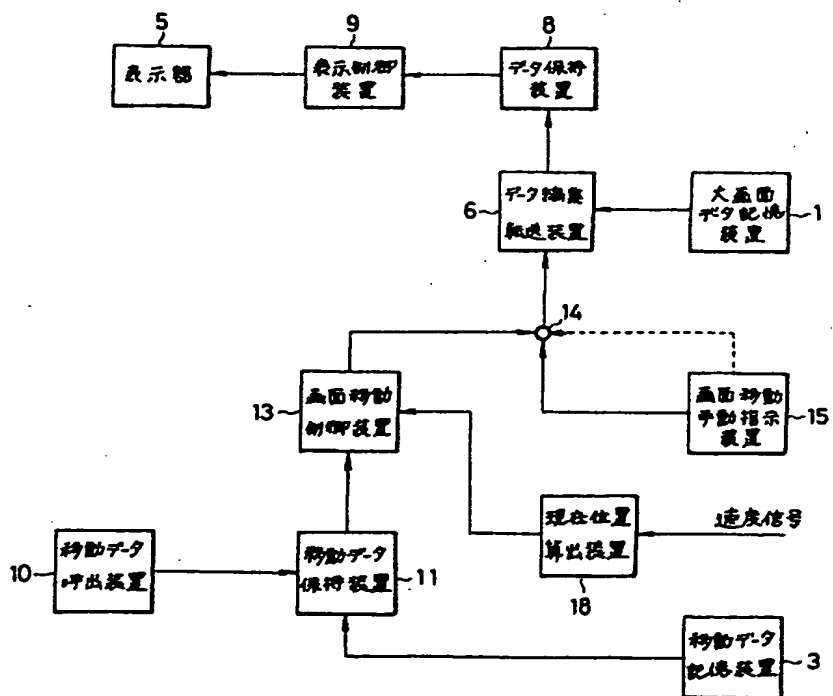 5
表示器
9
表示制御
装置
8
データ保持
装置
6
データ編集
転送装置
大画面
データ記憶
装置
1
14
13
画面移動
制御装置
画面移動
手動指示
装置
15
現在位置
算出装置
18
速度信号
10
移動データ
呼出装置
移動データ
保持装置
11
移動データ
記憶装置
3